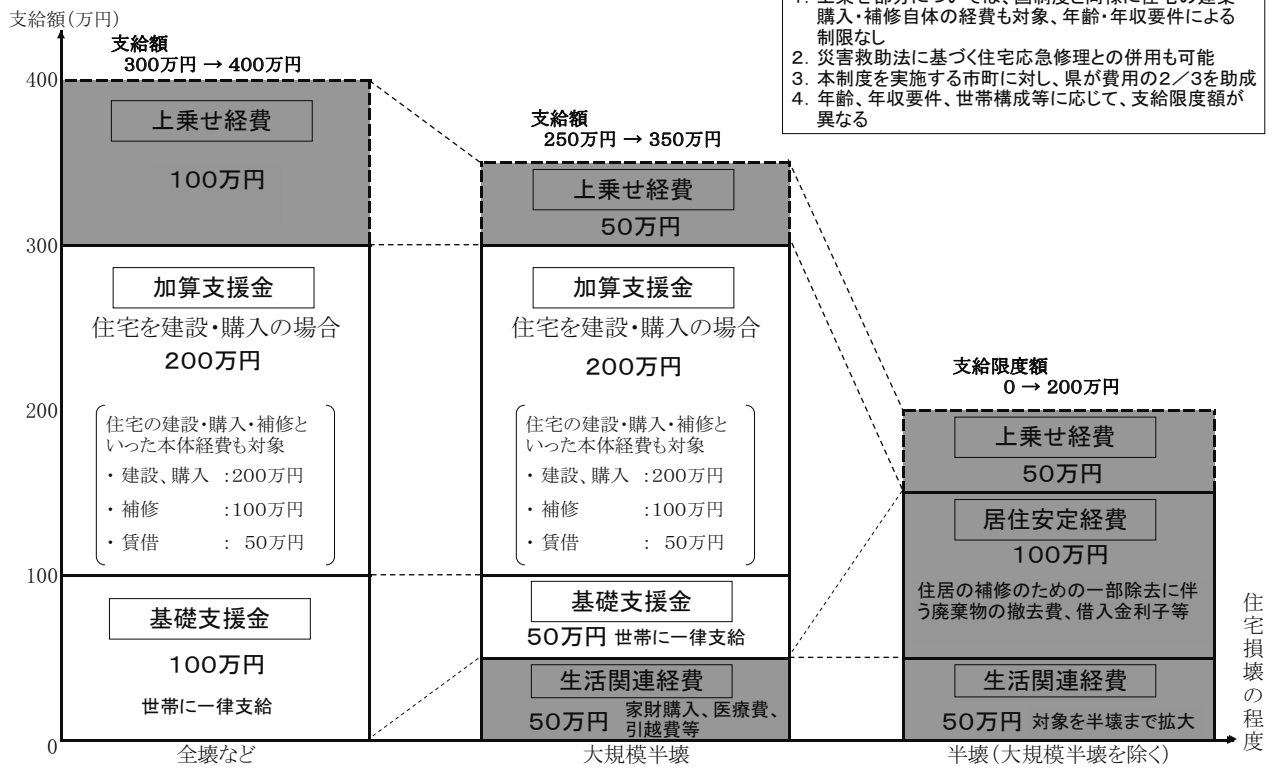 支給額(万円)
1. 上乗せ部分については、国制度と同様に住宅の建築・
購入・補修自体の経費も対象、年齢・年収要件による
制限なし
2. 災害救助法に基づく住宅応急修理との併用も可能
3. 本制度を実施する市町に対し、県が費用の2／3を助成
4. 年齢、年収要件、世帯構成等に応じて、支給限度額が
異なる
支給額
300万円 → 400万円
400
上乗せ経費
100万円
300
加算支援金
住宅を建設・購入の場合
200万円
200
住宅の建設・購入・補修と
いった本体経費も対象
・ 建設、購入 :200万円
・ 補修 :100万円
・ 賃借 : 50万円
100
基礎支援金
100万円
世帯に一律支給
0
全壊など
支給額
250万円 → 350万円
上乗せ経費
50万円
加算支援金
住宅を建設・購入の場合
200万円
住宅の建設・購入・補修と
いった本体経費も対象
・ 建設、購入 :200万円
・ 補修 :100万円
・ 賃借 : 50万円
基礎支援金
50万円 世帯に一律支給
生活関連経費
50万円 家財購入、医療費、
引越費等
大規模半壊
支給限度額
0 → 200万円
上乗せ経費
50万円
居住安定経費
100万円
住居の補修のための一部除去に伴
う廃棄物の撤去費、借入金利子等
生活関連経費
50万円 対象を半壊まで拡大
半壊(大規模半壊を除く)
住宅損壊の程度